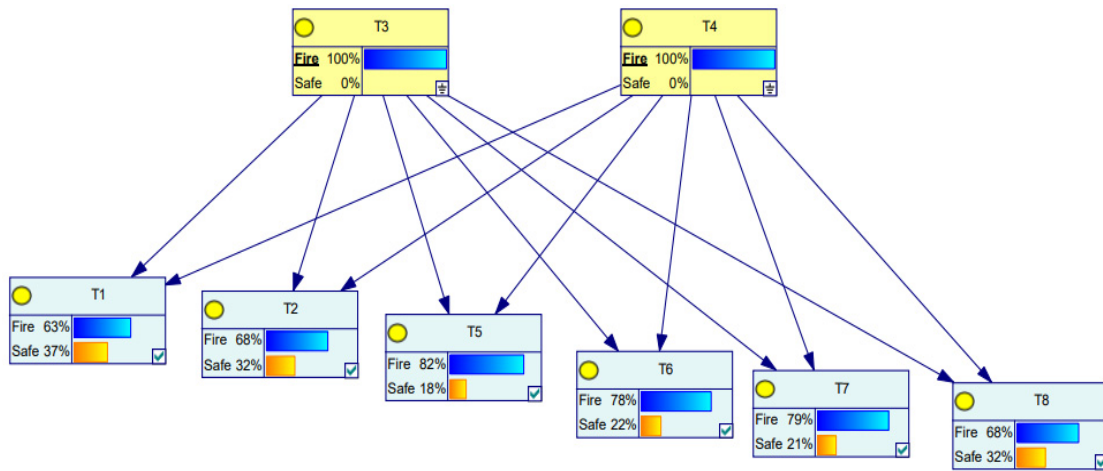 T3
Fire 100%
Safe 0%
T4
Fire 100%
Safe 0%
T1
Fire 63%
Safe 37%
T2
Fire 68%
Safe 32%
T5
Fire 82%
Safe 18%
T6
Fire 78%
Safe 22%
T7
Fire 79%
Safe 21%
T8
Fire 68%
Safe 32%